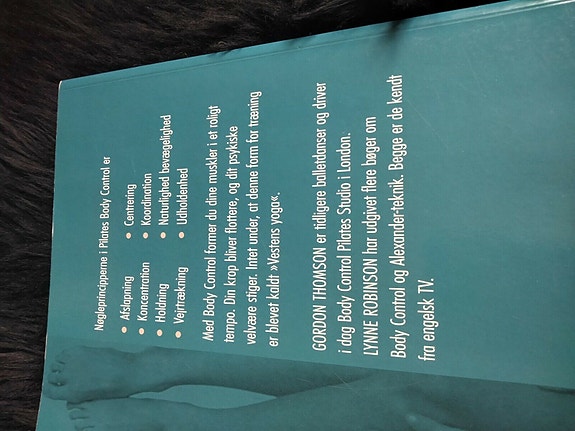 Nøgleprincipperne i Pilates Body Control er
• Afslapning
• Koncentration
• Holdning
• Vejrtrækning
• Centrering
• Koordination
• Naturlighed bevægelighed
• Udholdenhed
Med Body Control former du dine muskler i et roligt
tempo. Din krop bliver flottere, og dit psykiske
velvære stiger. Intet under, at denne form for træning
er blevet kaldt »Vestens yoga«.
GORDON THOMSON er tidligere balletdanser og driver
i dag Body Control Pilates Studio i London.
LYNNE ROBINSON har udgivet flere bøger om
Body Control og Alexander-teknik. Begge er de kendt
fra engelsk TV.